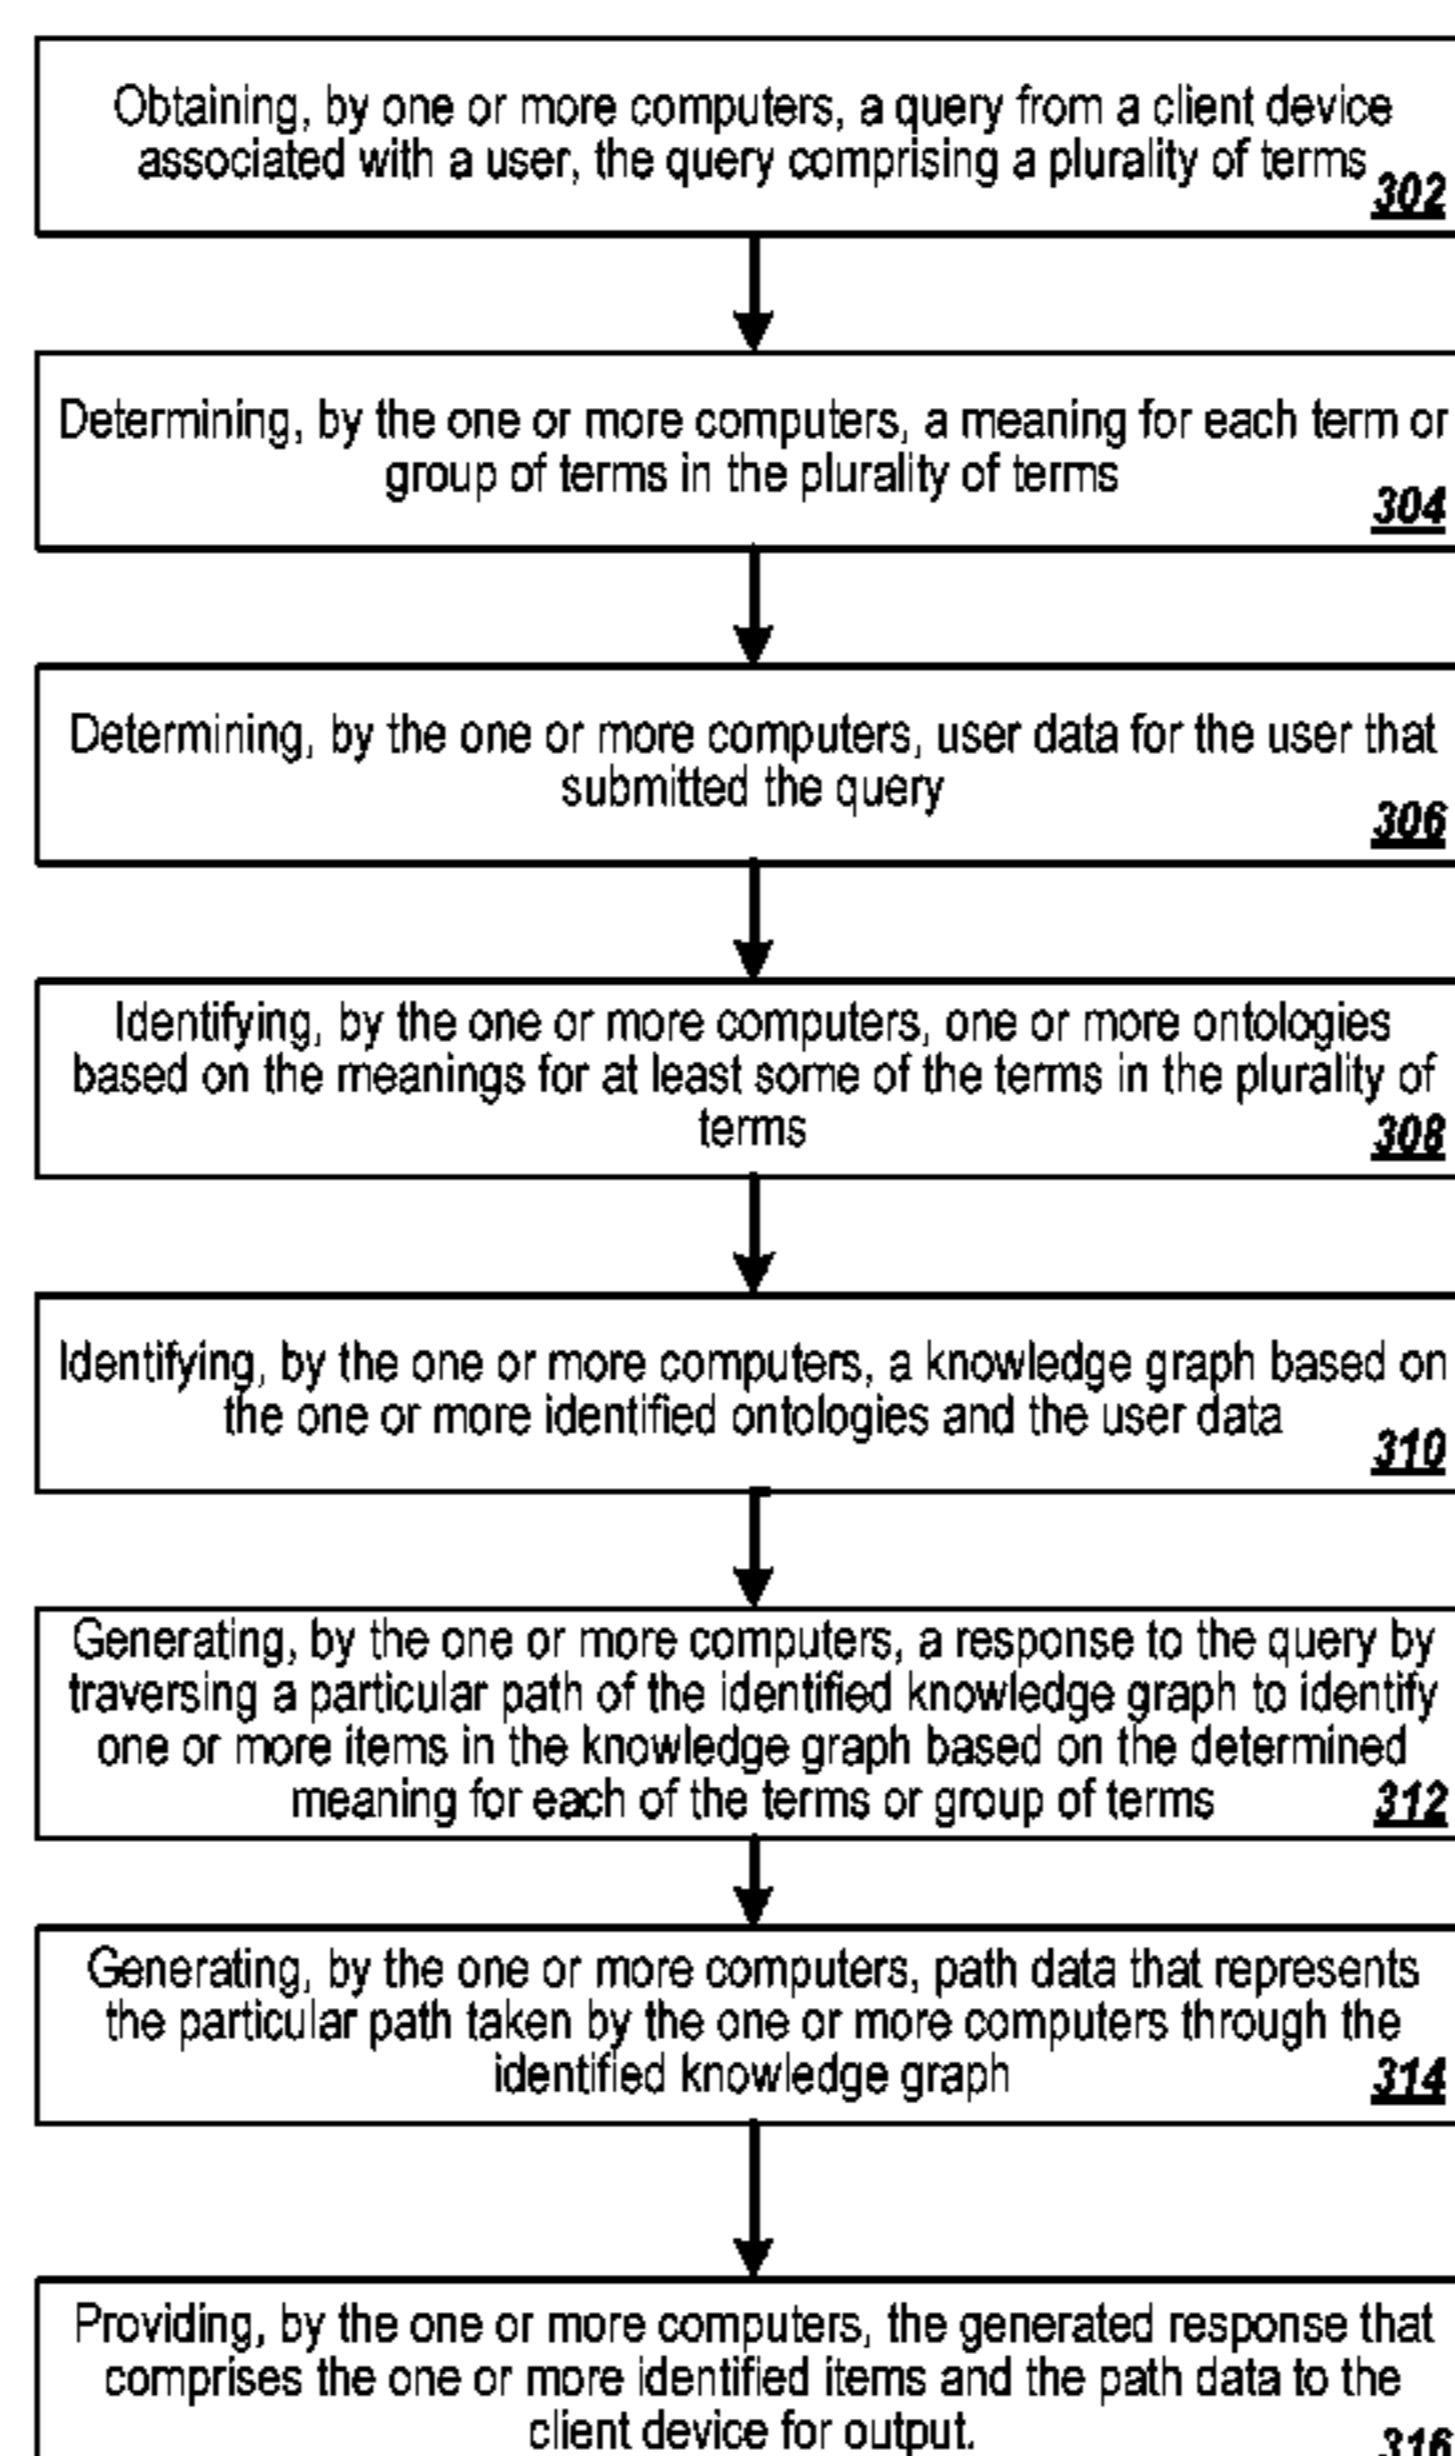 Obtaining, by one or more computers, a query from a client device
associated with a user, the query comprising a plurality of terms
302
Determining, by the one or more computers, a meaning for each term or
group of terms in the plurality of terms
304
Determining, by the one or more computers, user data for the user that
submitted the query
306
Identifying, by the one or more computers, one or more ontologies
based on the meanings for at least some of the terms in the plurality of
terms
308
Identifying, by the one or more computers, a knowledge graph based on
the one or more identified ontologies and the user data
310
Generating, by the one or more computers, a response to the query by
traversing a particular path of the identified knowledge graph to identify
one or more items in the knowledge graph based on the determined
meaning for each of the terms or group of terms
312
Generating, by the one or more computers, path data that represents
the particular path taken by the one or more computers through the
identified knowledge graph
314
Providing, by the one or more computers, the generated response that
comprises the one or more identified items and the path data to the
client device for output.
316